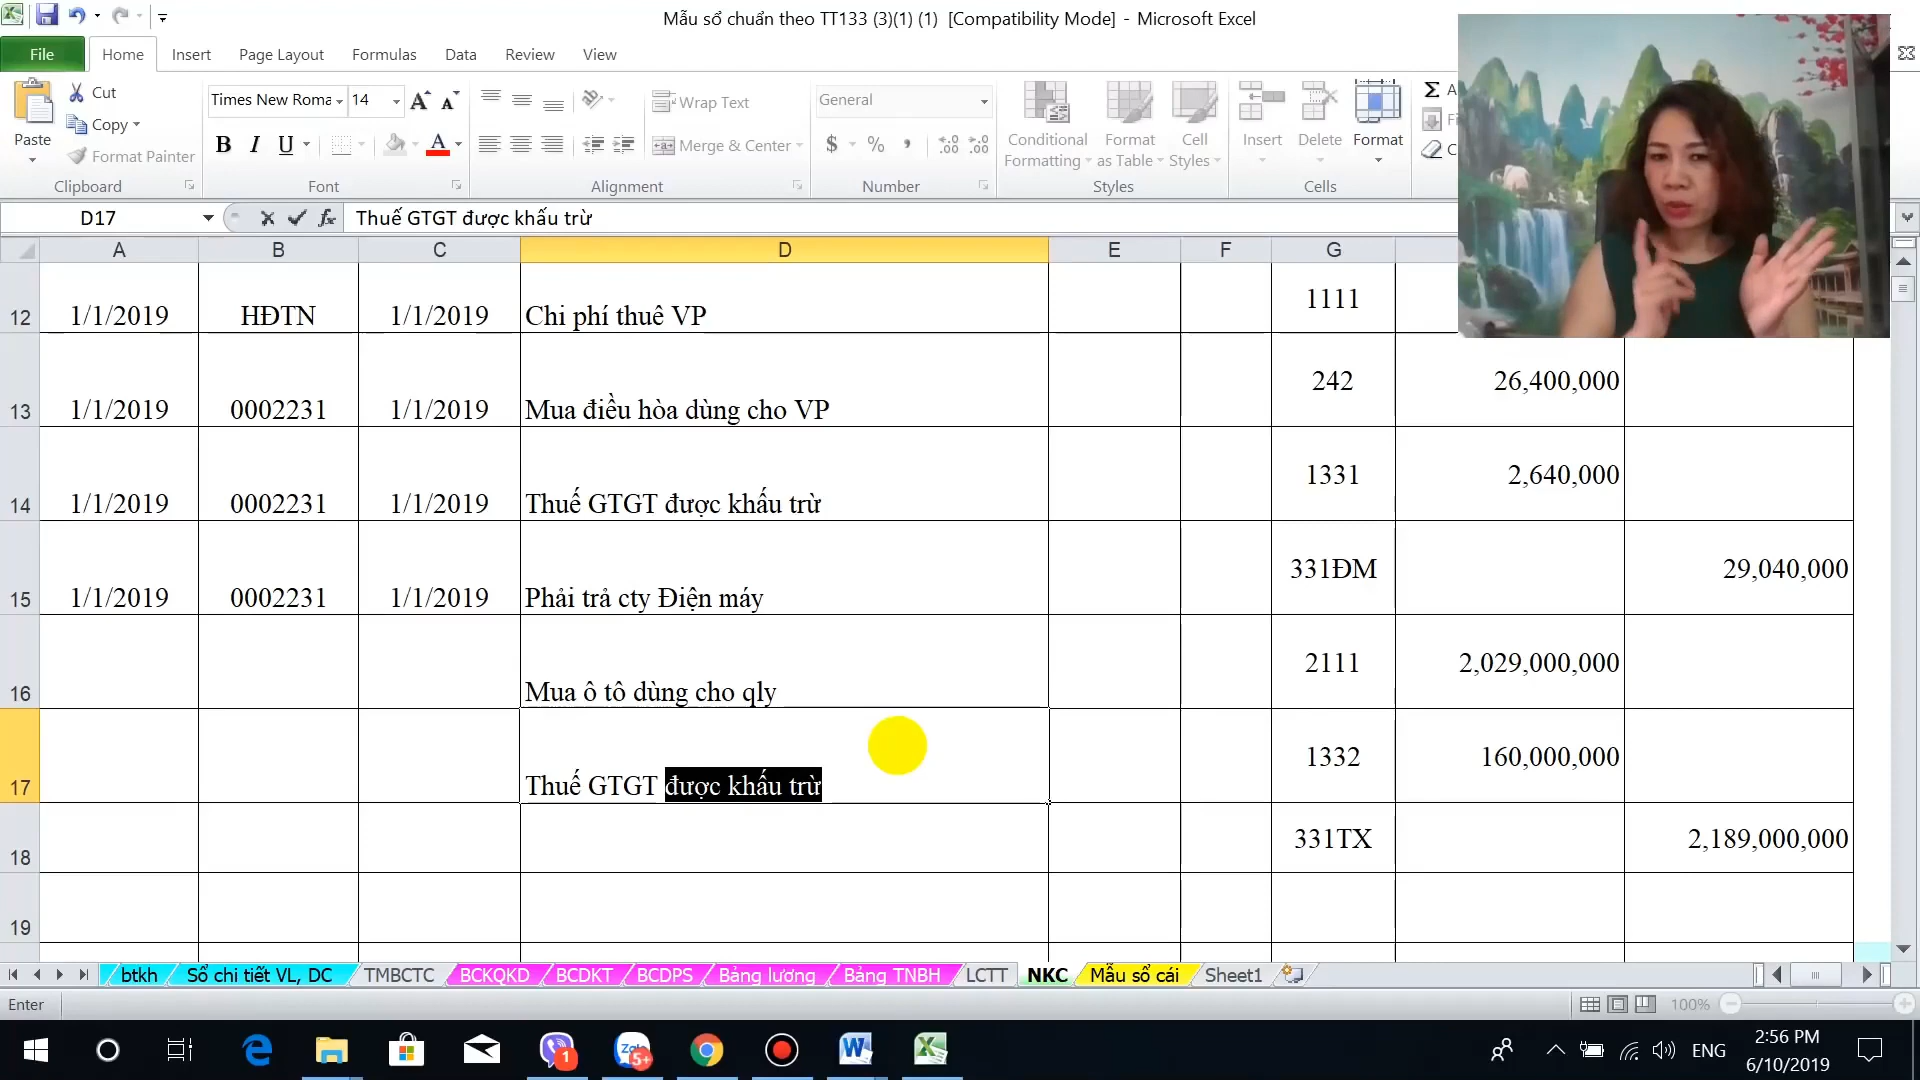 Mẫu sổ chuẩn theo TT133 (3)(1) (1) [Compatibility Mode] - Microsoft Excel
File Home Insert Page Layout Formulas Data Review View
Paste
Cut
Copy
Format Painter
Clipboard
Times New Roma 14
B I U
Font
Wrap Text
Merge & Center
Alignment
General
$ % ,
Number
Conditional Formatting
Format as Table
Cell Styles
Styles
Insert Delete Format
Cells
D17 Thuế GTGT được khấu trừ
A B C D E F G
12 1/1/2019 HĐTN 1/1/2019 Chi phí thuê VP 1111
13 1/1/2019 0002231 1/1/2019 Mua điều hòa dùng cho VP 242 26,400,000
14 1/1/2019 0002231 1/1/2019 Thuế GTGT được khấu trừ 1331 2,640,000
15 1/1/2019 0002231 1/1/2019 Phải trả cty Điện máy 331ĐM 29,040,000
16 Mua ô tô dùng cho qly 2111 2,029,000,000
17 Thuế GTGT được khấu trừ 1332 160,000,000
18 331TX 2,189,000,000
19
btkh Sổ chi tiết VL, DC TMBCTC BCKQKD BCDKT BCDPS Bảng lương Bảng TNBH LCTT NKC Mẫu sổ cái Sheet1
Enter 100%
1 5+ ENG 2:56 PM
6/10/2019